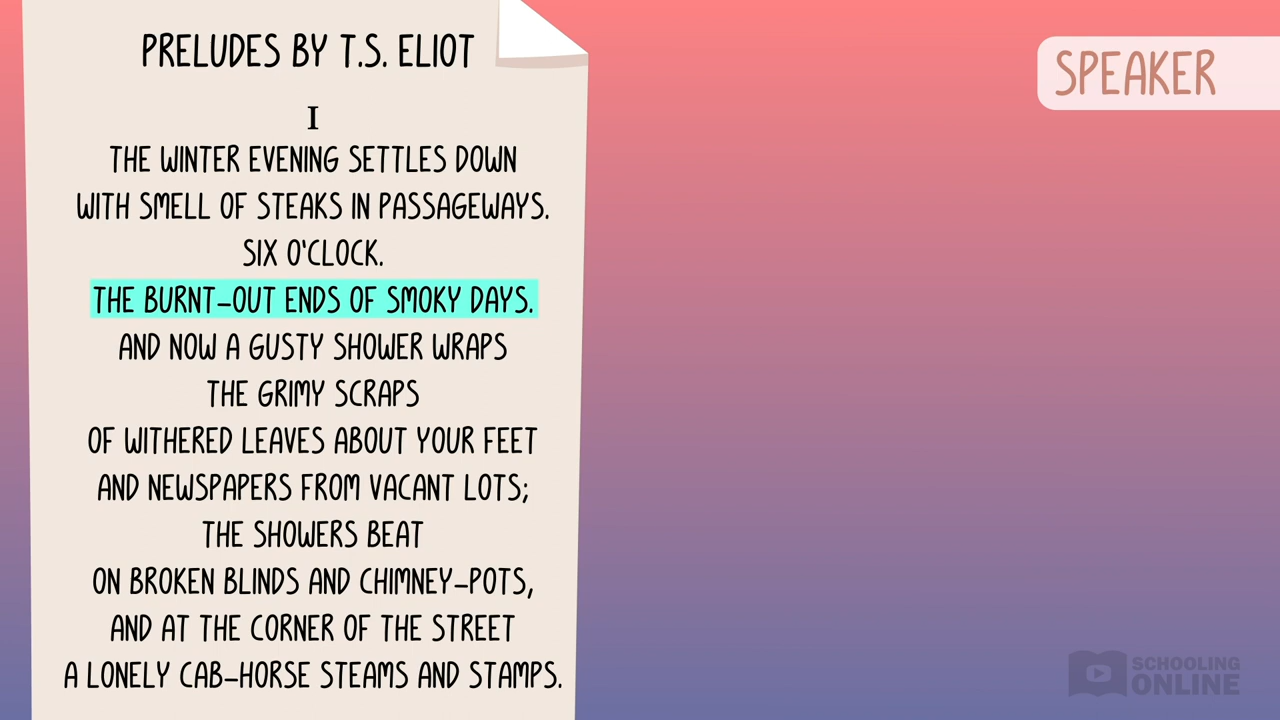 PRELUDES BY T.S. ELIOT
I
THE WINTER EVENING SETTLES DOWN
WITH SMELL OF STEAKS IN PASSAGEWAYS.
SIX O'CLOCK.
THE BURNT-OUT ENDS OF SMOKY DAYS.
AND NOW A GUSTY SHOWER WRAPS
THE GRIMY SCRAPS
OF WITHERED LEAVES ABOUT YOUR FEET
AND NEWSPAPERS FROM VACANT LOTS;
THE SHOWERS BEAT
ON BROKEN BLINDS AND CHIMNEY-POTS,
AND AT THE CORNER OF THE STREET
A LONELY CAB-HORSE STEAMS AND STAMPS.
SPEAKER
SCHOOLING
ONLINE